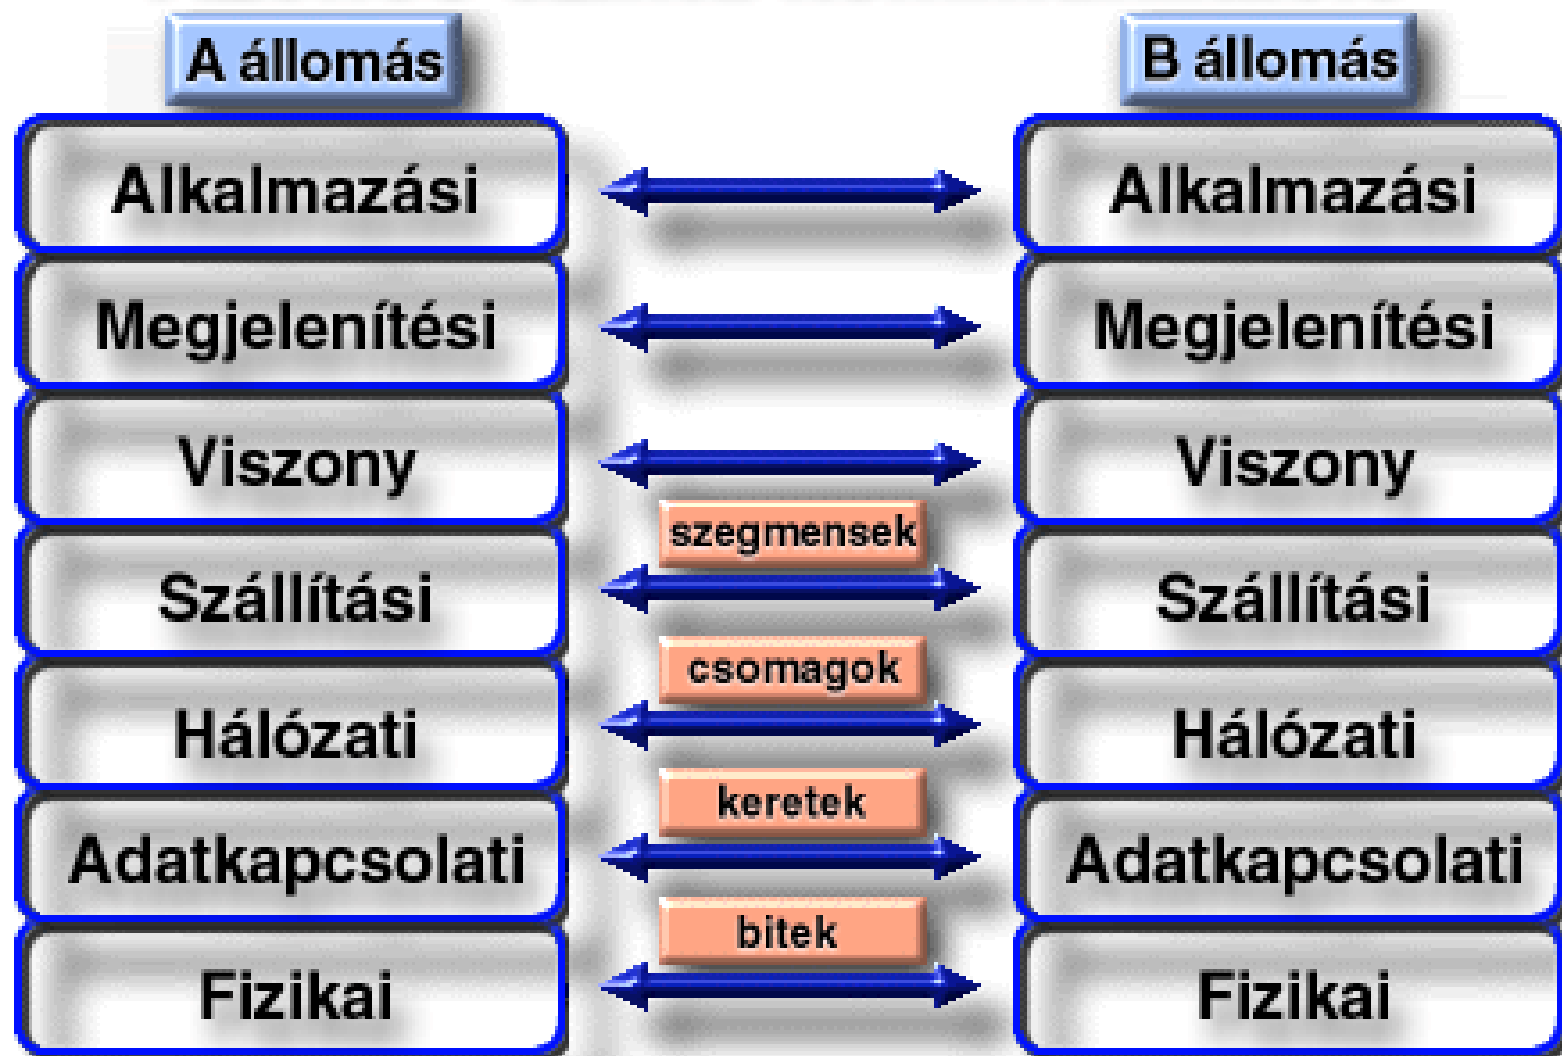 A állomás
B állomás
Alkalmazási
Alkalmazási
Megjelenítési
Megjelenítési
Viszony
Viszony
szegmensek
Szállítási
Szállítási
csomagok
Hálózati
Hálózati
keretek
Adatkapcsolati
Adatkapcsolati
bitek
Fizikai
Fizikai